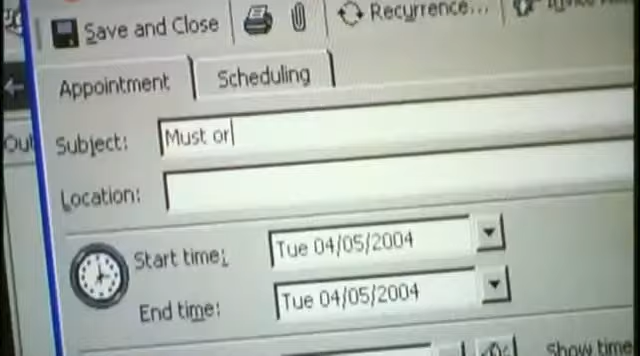 Save and Close
Recurrence...
Appointment
Scheduling
Subject: Must or
Location:
Start time: Tue 04/05/2004
End time: Tue 04/05/2004
Show time